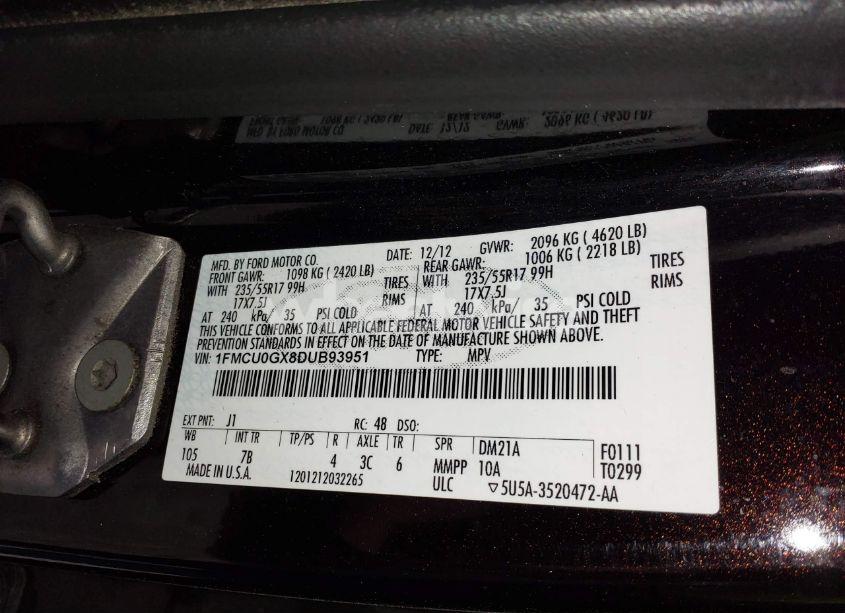 MFD. BY FORD MOTOR CO. DATE: 12/12 GVWR: 2096 KG ( 4620 LB)
FRONT GAWR: 1098 KG ( 2420 LB) REAR GAWR: 1006 KG ( 2218 LB)
WITH 235/55R17 99H TIRES WITH 235/55R17 99H TIRES
17X7.5J RIMS 17X7.5J RIMS
AT 240 kPa/ 35 PSI COLD AT 240 kPa/ 35 PSI COLD
THIS VEHICLE CONFORMS TO ALL APPLICABLE FEDERAL MOTOR VEHICLE SAFETY AND THEFT
PREVENTION STANDARDS IN EFFECT ON THE DATE OF MANUFACTURE SHOWN ABOVE.
VIN: 1FMCU0GX8DUB93951 TYPE: MPV
EXT PNT: J1 RC: 48 DSO:
WB INT TR TP/PS R AXLE TR SPR DM21A F0111
105 7B 4 3C 6 MMPP 10A T0299
MADE IN U.S.A. 1201212032265 ULC ▽5U5A-3520472-AA